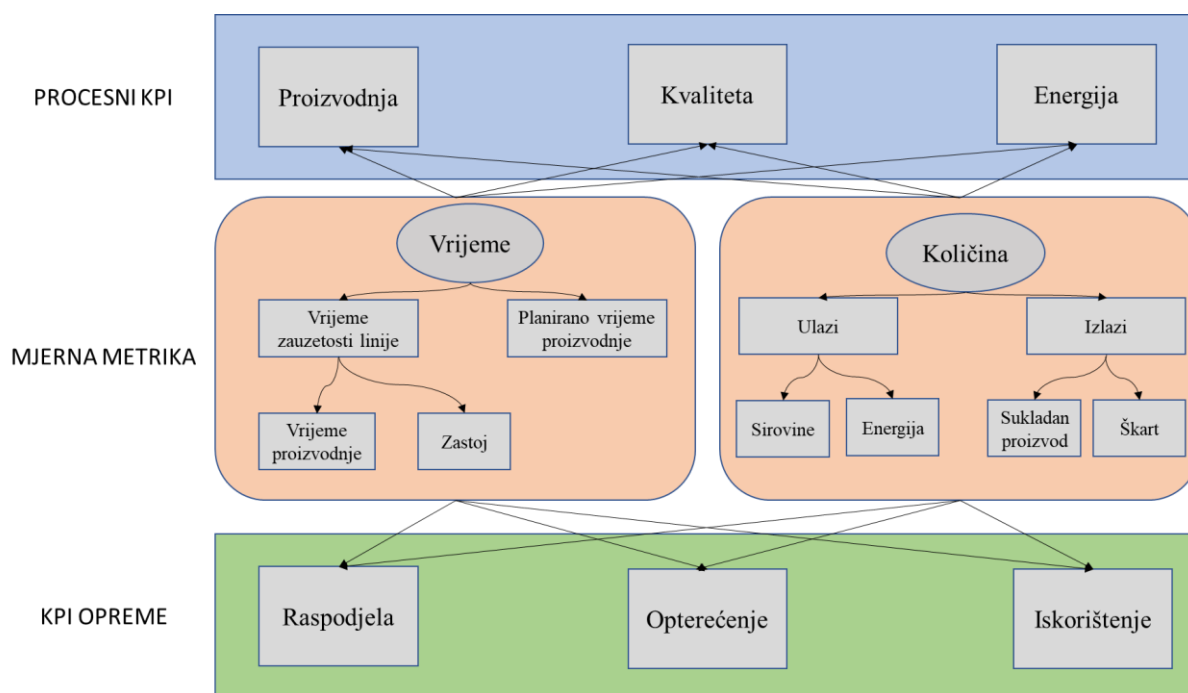 PROCESNI KPI
Proizvodnja
Kvaliteta
Energija
MJERNA METRIKA
Vrijeme
Vrijeme
zauzetosti linije
Planirano vrijeme
proizvodnje
Vrijeme
proizvodnje
Zastoj
Količina
Ulazi
Izlazi
Sirovine
Energija
Sukladan
proizvod
Škart
KPI OPREME
Raspodjela
Opterećenje
Iskorištenje